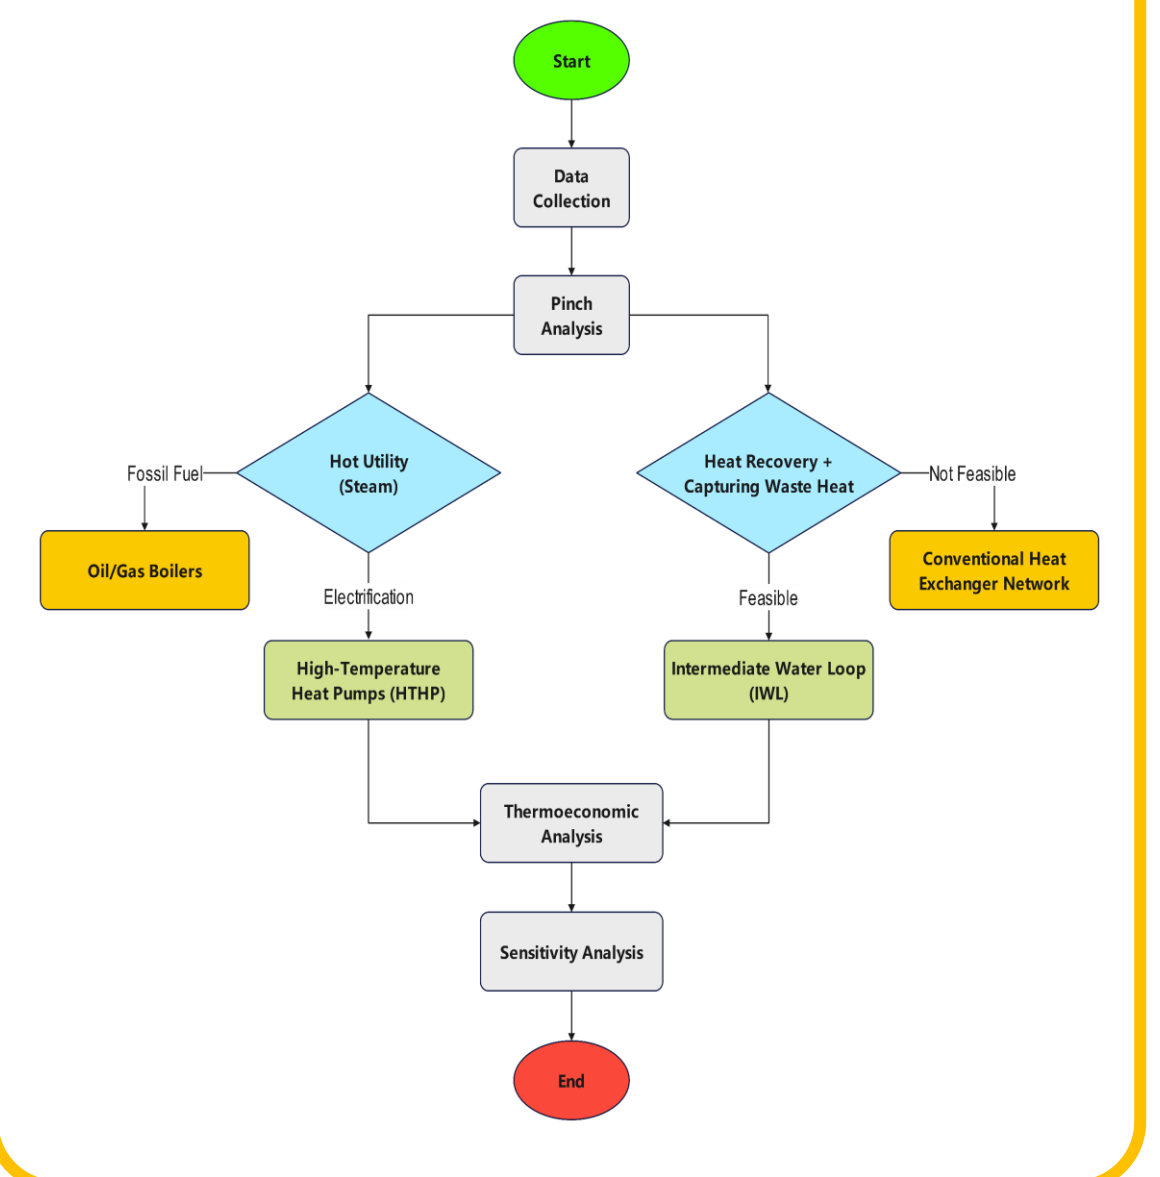 Start
Data
Collection
Pinch
Analysis
Hot Utility
(Steam)
Heat Recovery +
Capturing Waste Heat
Fossil Fuel
Not Feasible
Oil/Gas Boilers
Conventional Heat
Exchanger Network
Electrification
Feasible
High-Temperature
Heat Pumps (HTHP)
Intermediate Water Loop
(IWL)
Thermoeconomic
Analysis
Sensitivity Analysis
End